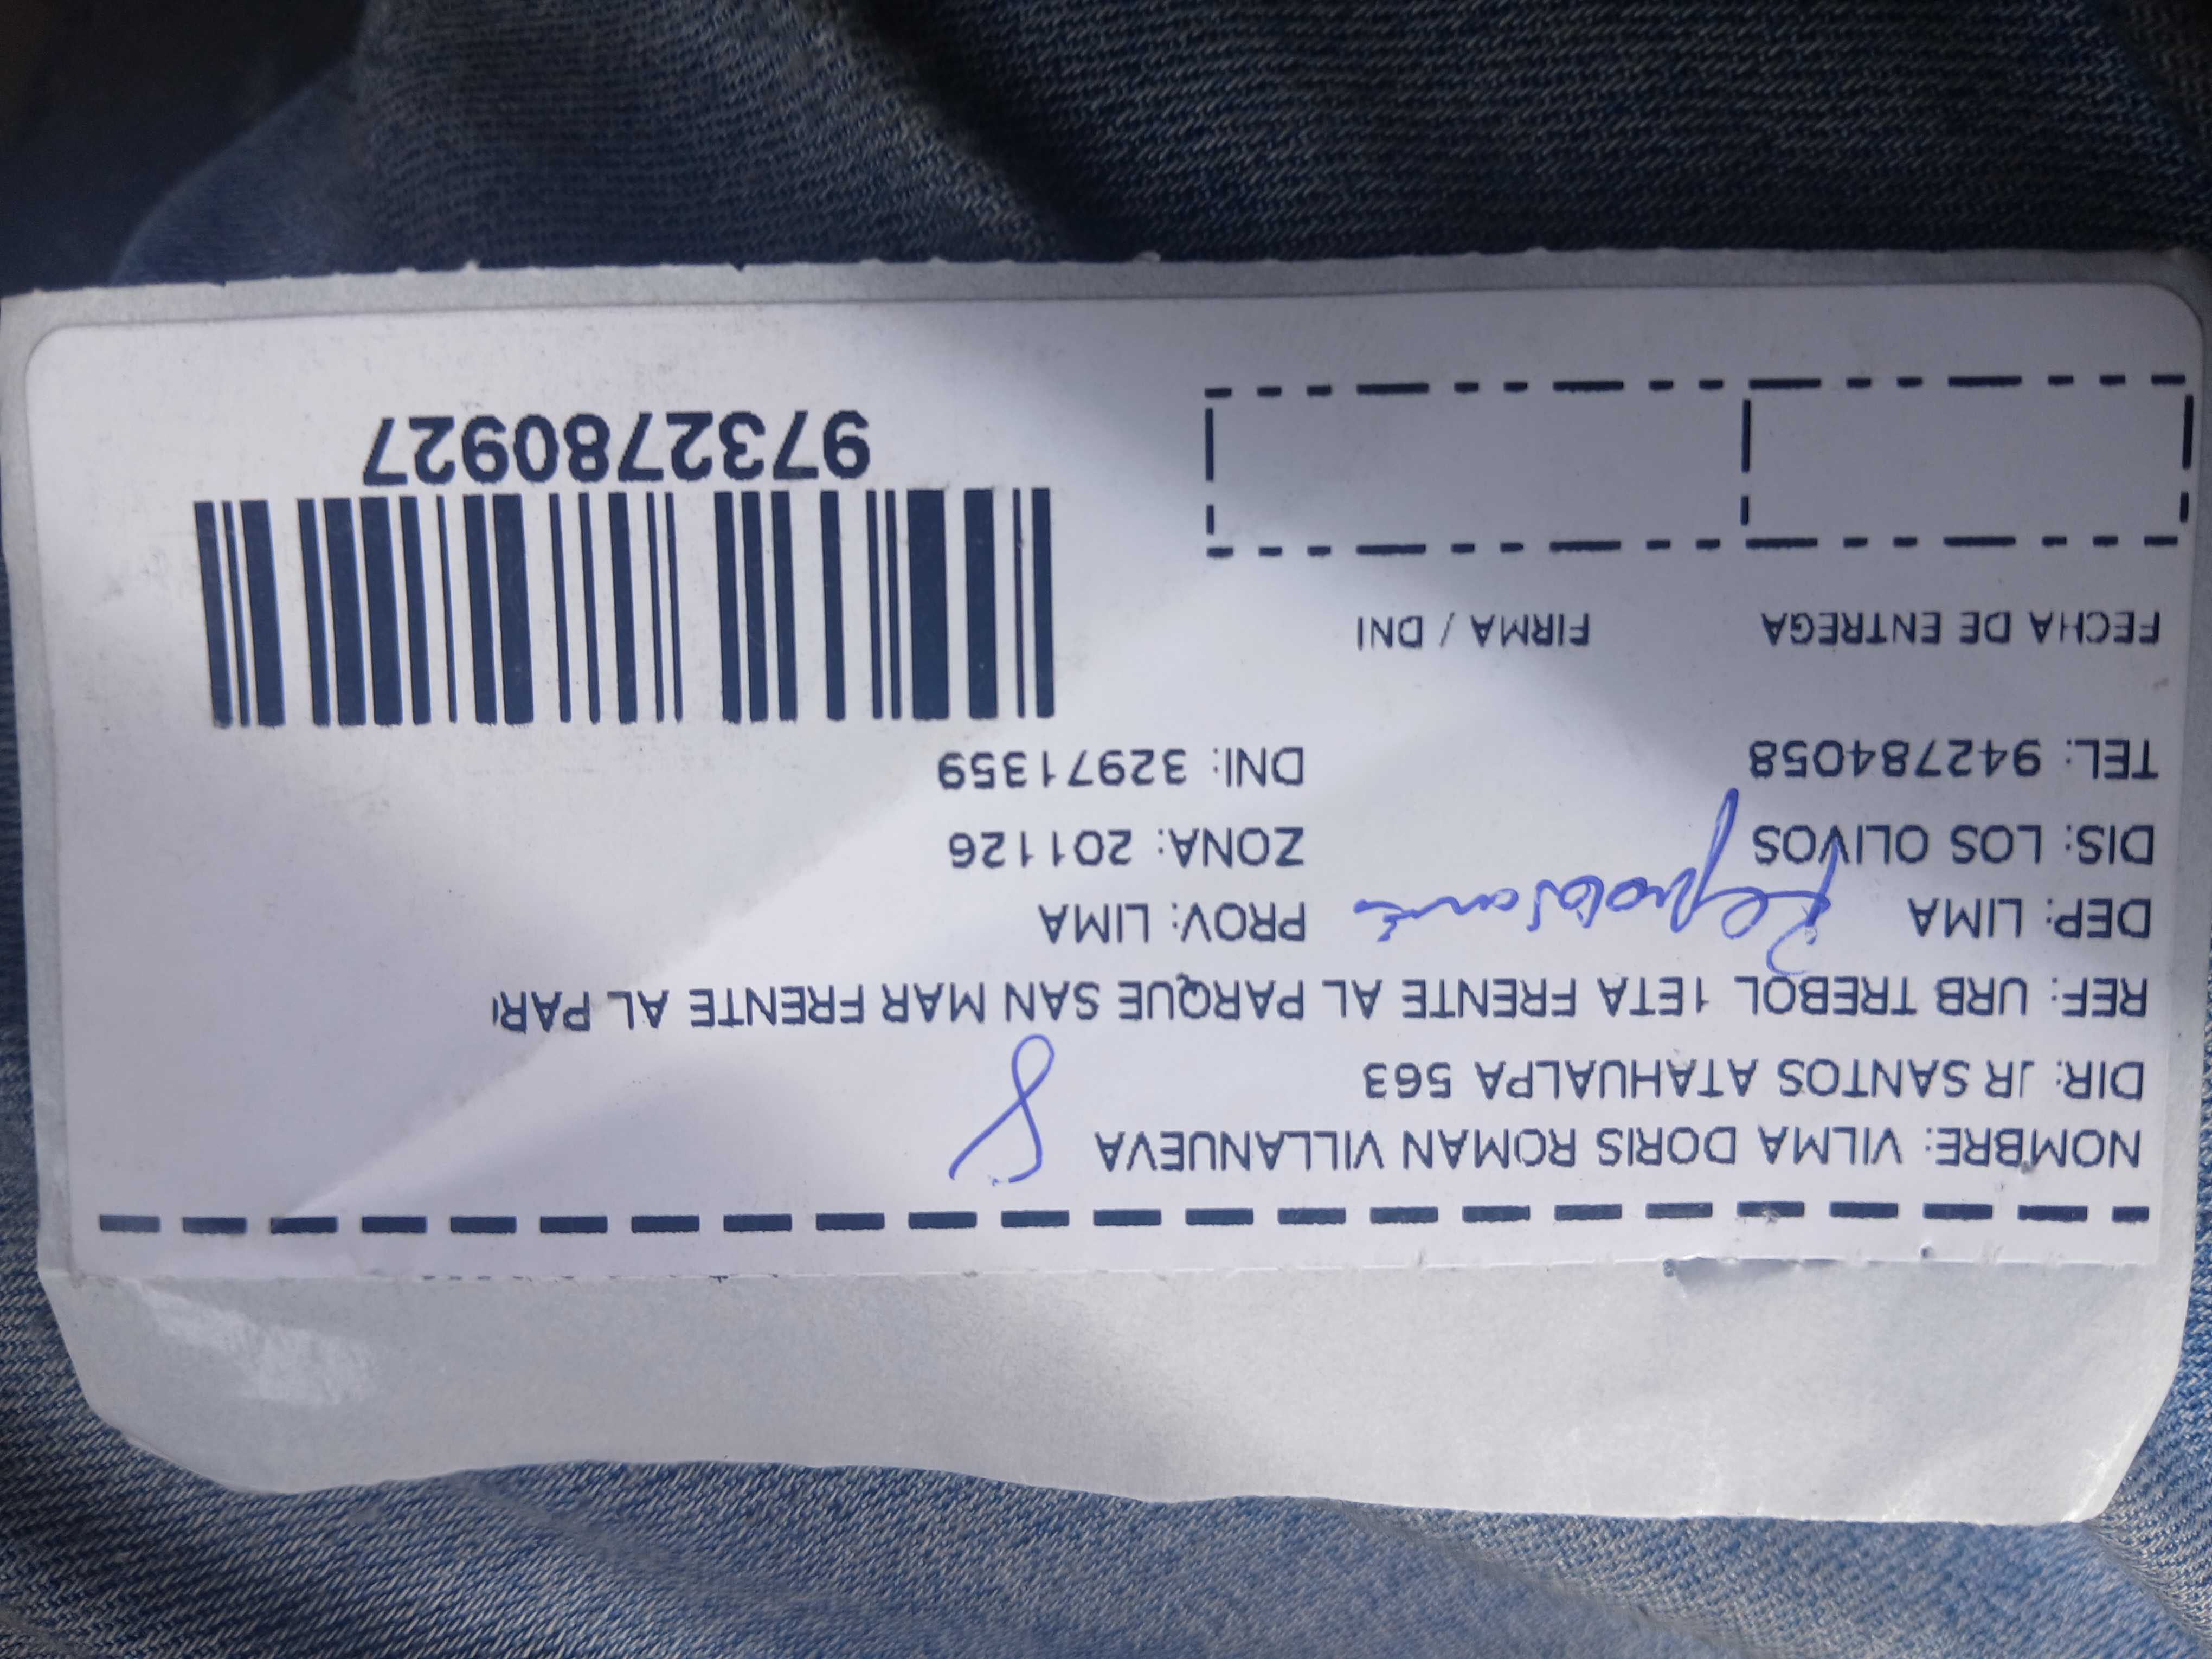 NOMBRE: VILMA DORIS ROMAN VILLANUEVA
DIR: JR SANTOS ATAHUALPA 563
8
REF: URB TREBOL 1ETA FRENTE AL PARQUE SAN MAR FRENTE AL PAR
DEP: LIMA PROV: LIMA
DIS: LOS OLIVOS ZONA: 201126
TEL: 942784058 DNI: 32971359
FECHA DE ENTREGA FIRMA / DNI
9732780927